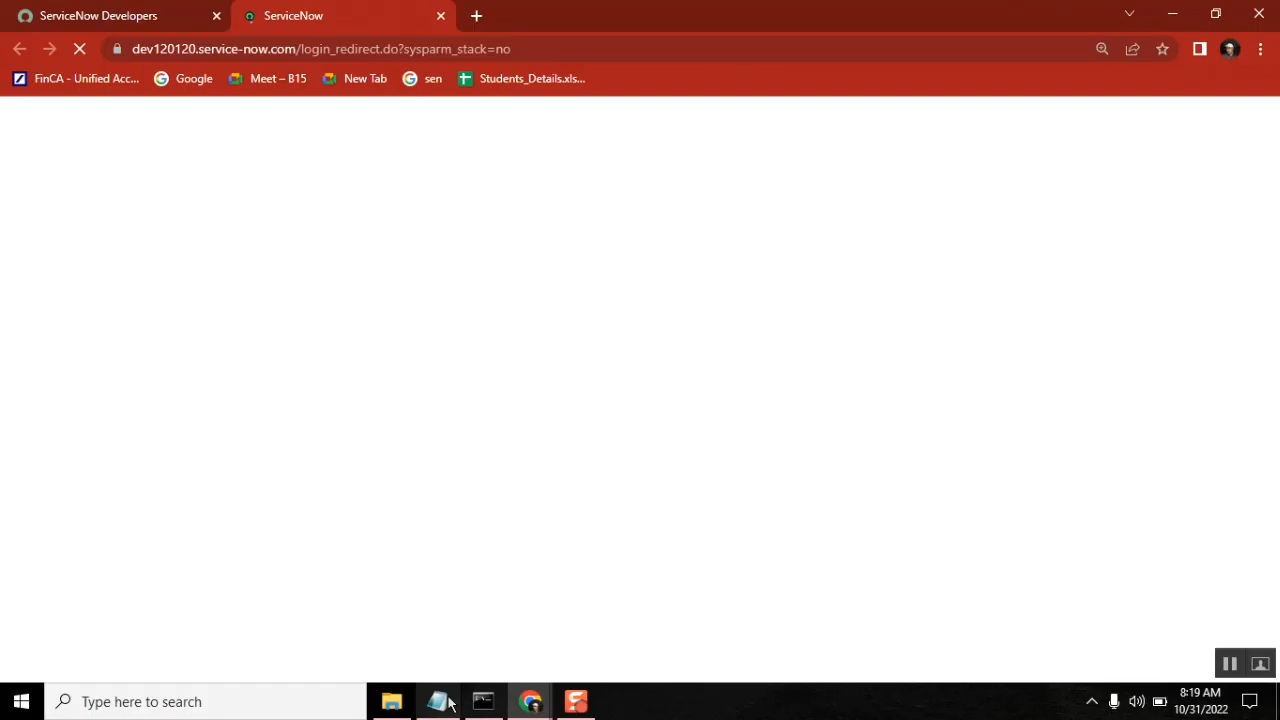 ServiceNow Developers
ServiceNow
dev120120.service-now.com/login_redirect.do?sysparm_stack=no
FinCA - Unified Acc...
Google
Meet – B15
New Tab
sen
Students_Details.xls...
Type here to search
8:19 AM
10/31/2022